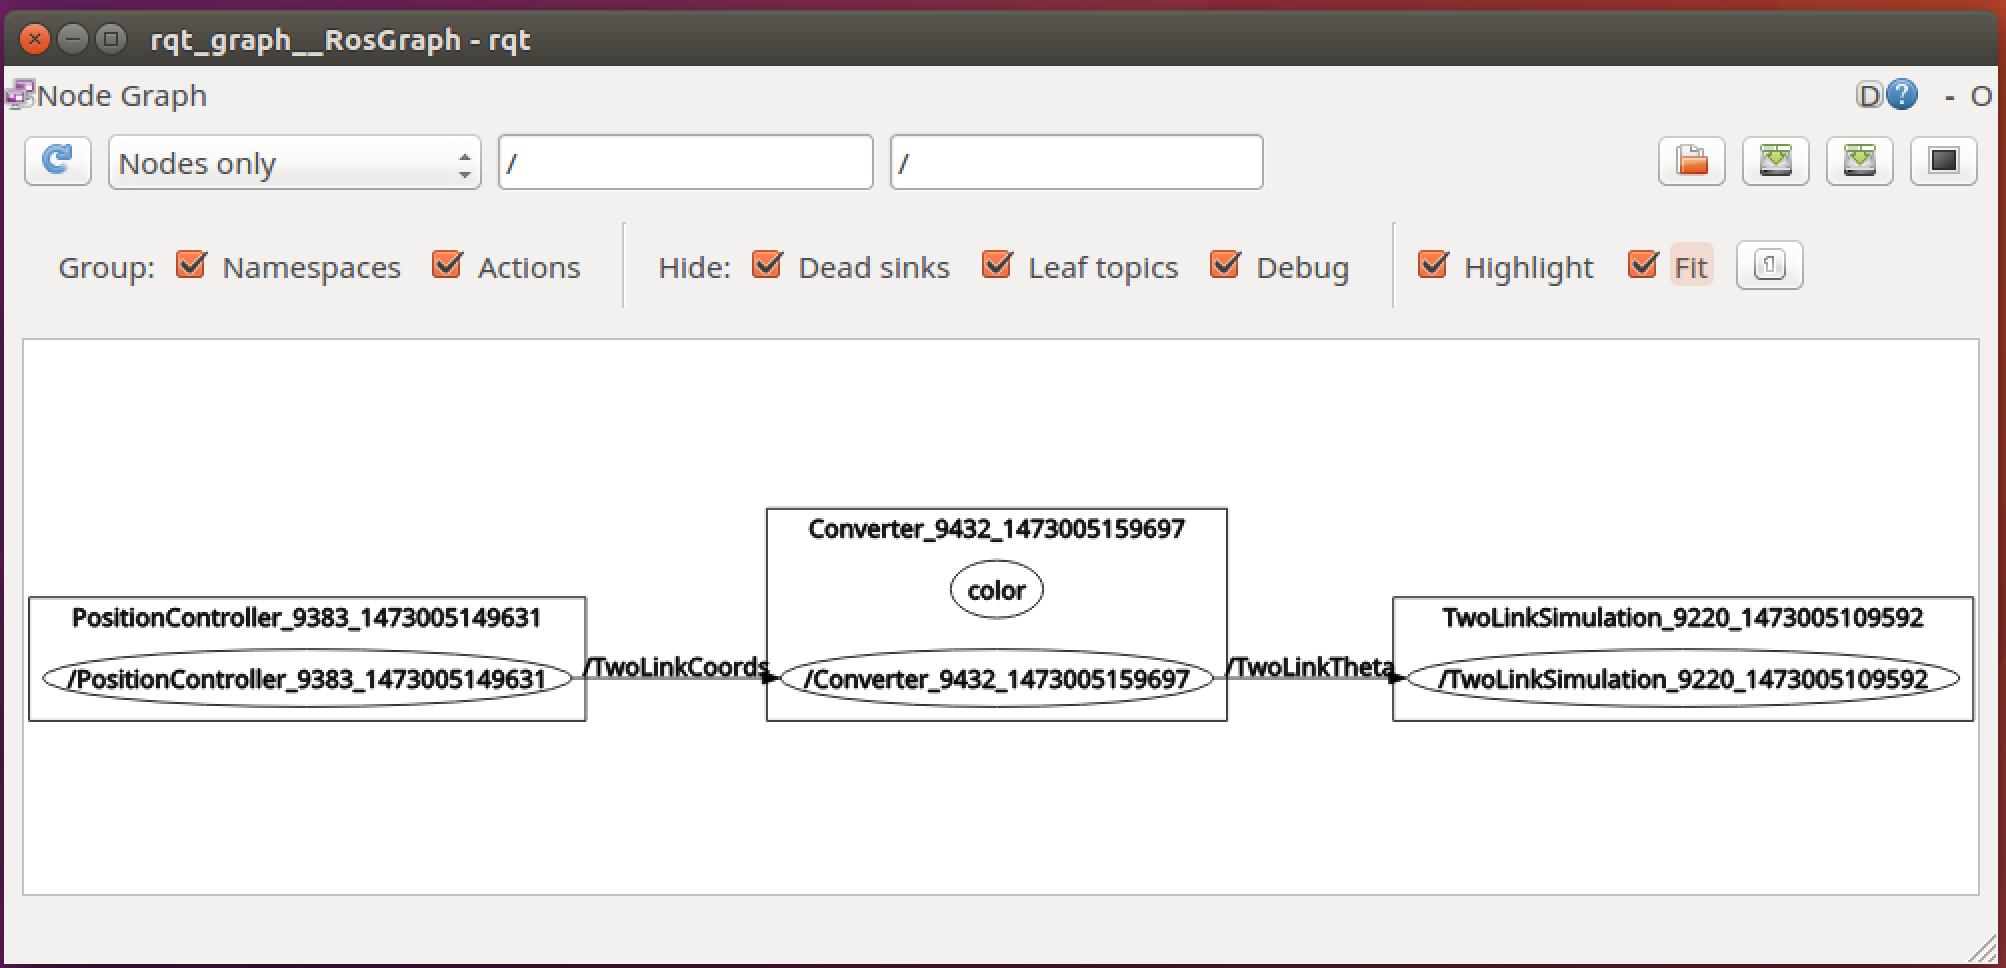 rqt_graph__RosGraph - rqt
Node Graph
D ? - O
Nodes only / /
Group: Namespaces Actions Hide: Dead sinks Leaf topics Debug Highlight Fit
Converter_9432_1473005159697
color
PositionController_9383_1473005149631
TwoLinkSimulation_9220_1473005109592
/PositionController_9383_1473005149631 /TwoLinkCoords /Converter_9432_1473005159697 /TwoLinkTheta /TwoLinkSimulation_9220_1473005109592